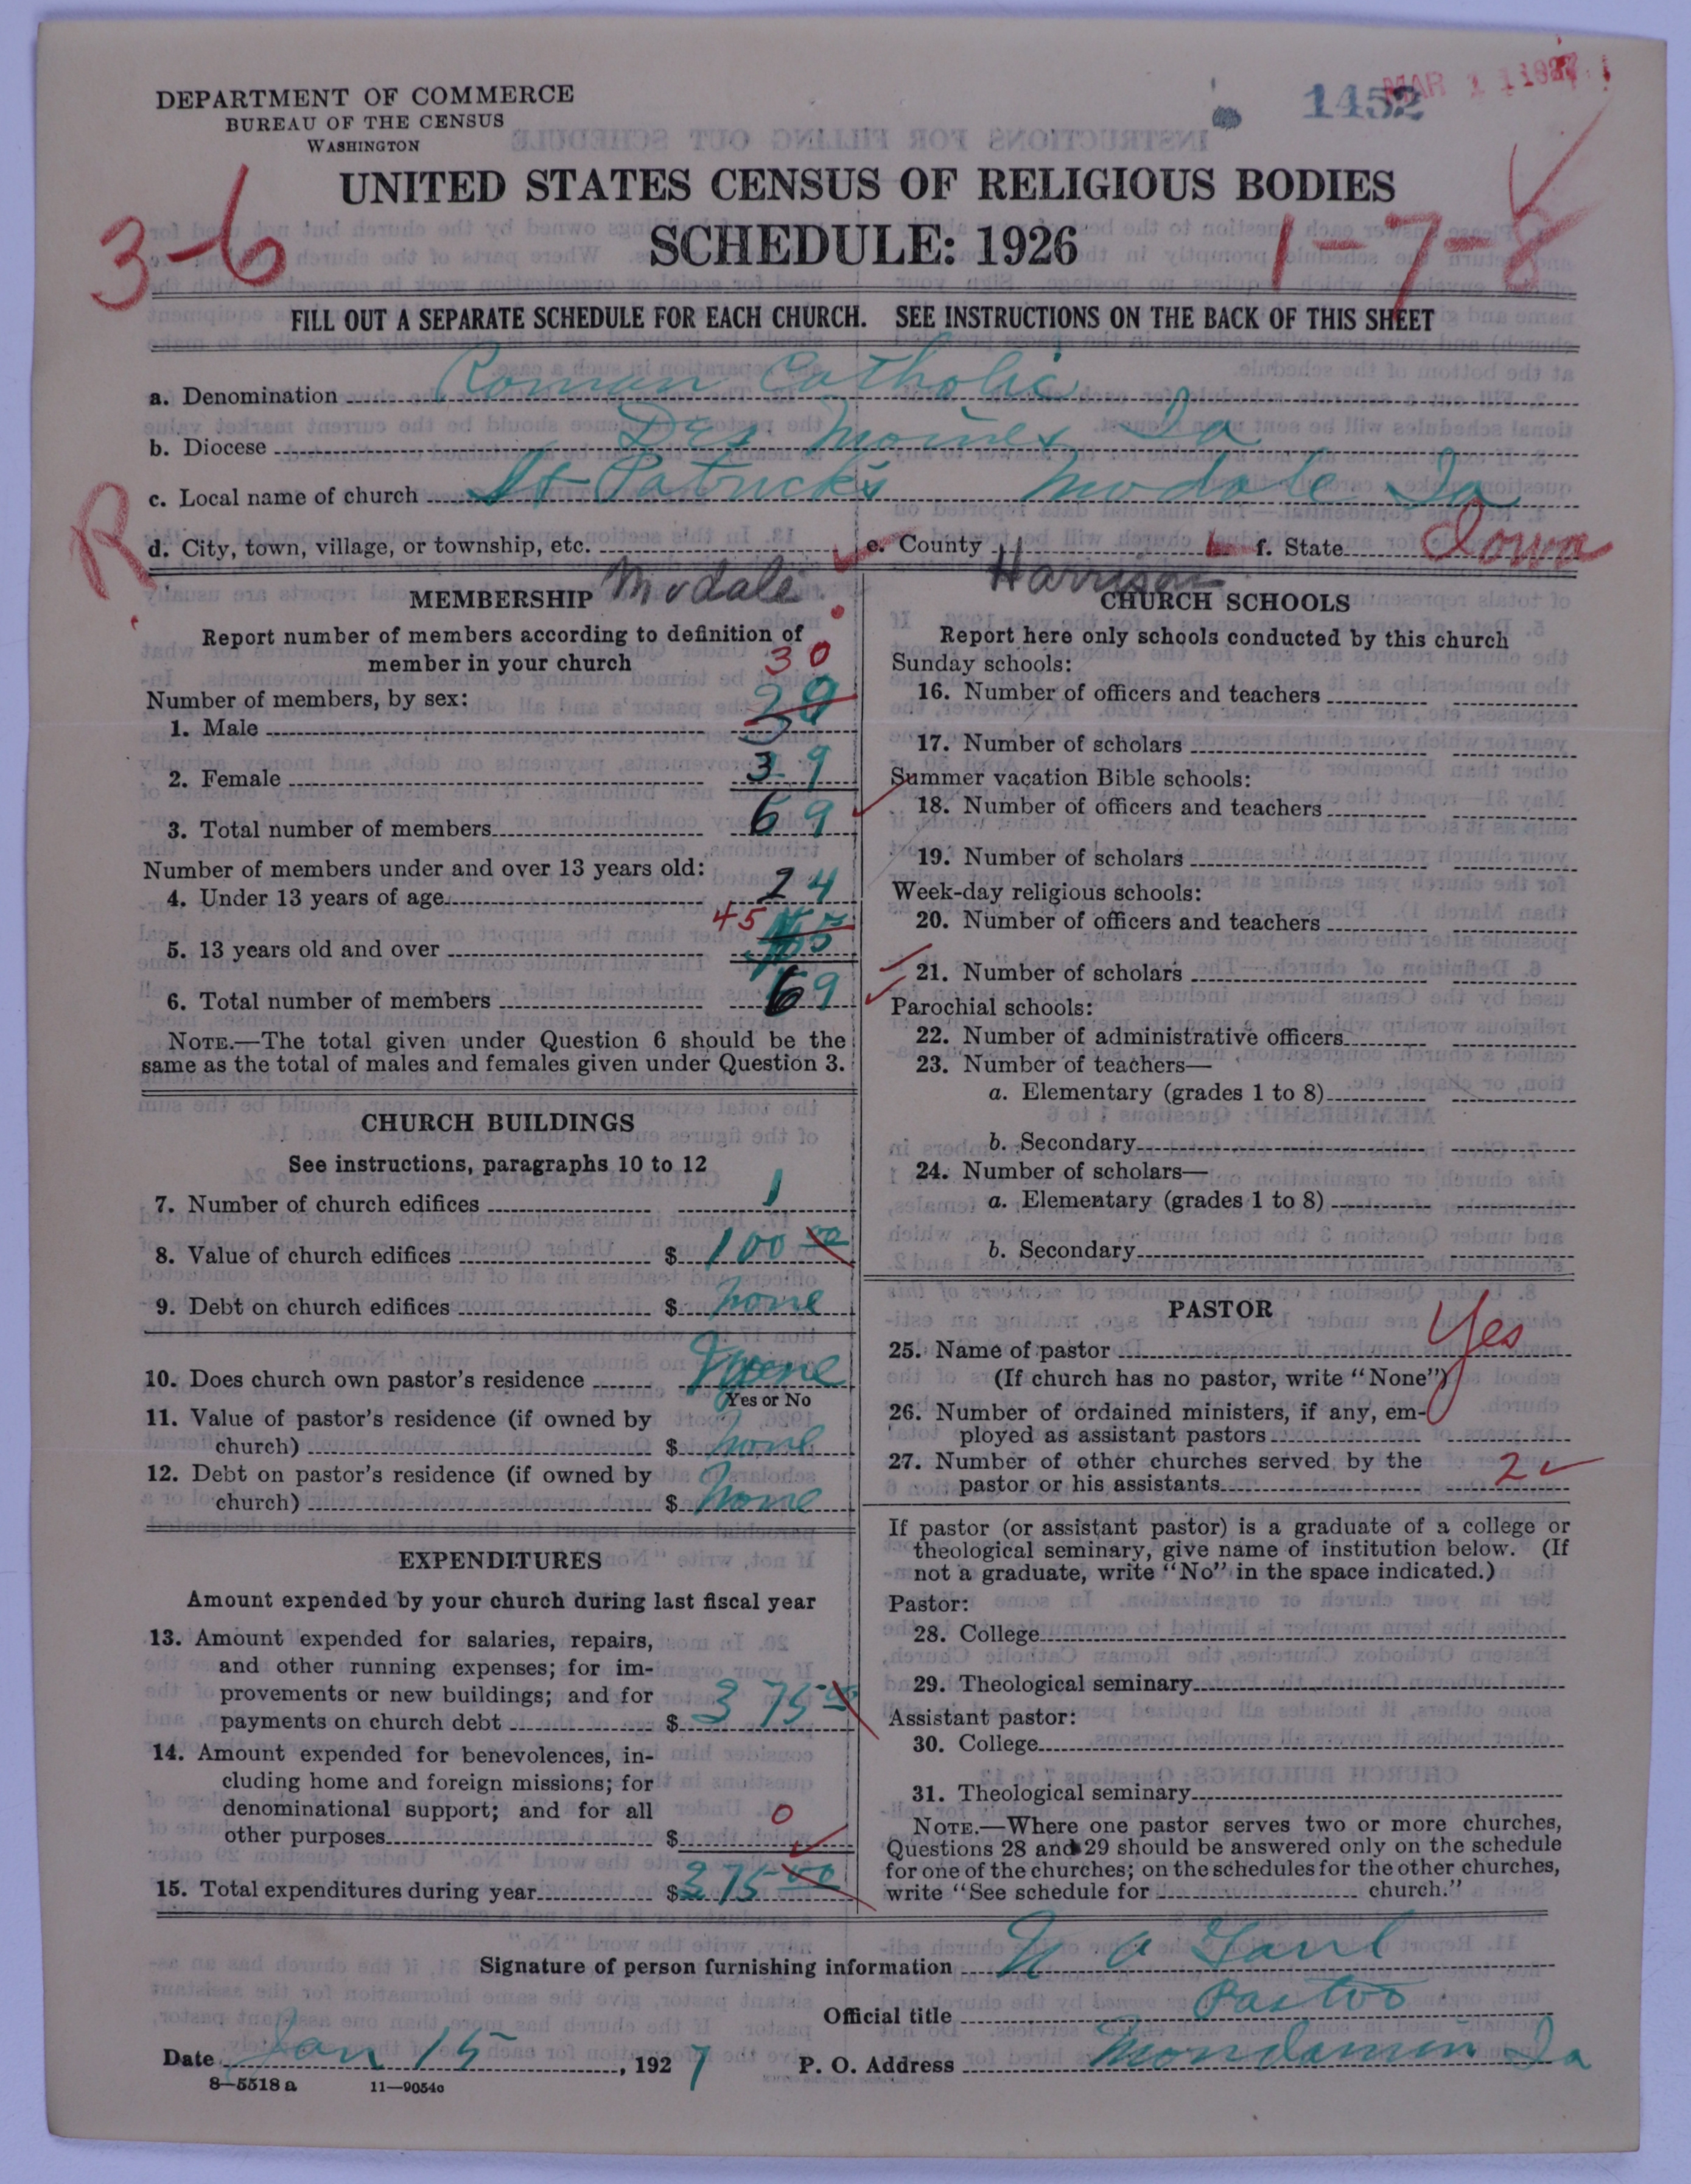 DEPARTMENT OF COMMERCE
BUREAU OF THE CENSUS
WASHINGTON
1452
MAR 11 1927
UNITED STATES CENSUS OF RELIGIOUS BODIES
SCHEDULE: 1926
3-6
1-7-8
FILL OUT A SEPARATE SCHEDULE FOR EACH CHURCH. SEE INSTRUCTIONS ON THE BACK OF THIS SHEET
a. Denomination Roman Catholic
b. Diocese Des Moines Ia
c. Local name of church St Patrick's Modale Ia
R
d. City, town, village, or township, etc. Modale
e. County Harrison f. State Iowa
MEMBERSHIP
Report number of members according to definition of
member in your church
Number of members, by sex:
30
1. Male
2. Female 39
3. Total number of members 69
Number of members under and over 13 years old:
4. Under 13 years of age 24
45
5. 13 years old and over
6. Total number of members 69
NOTE.—The total given under Question 6 should be the
same as the total of males and females given under Question 3.
CHURCH BUILDINGS
See instructions, paragraphs 10 to 12
7. Number of church edifices 1
8. Value of church edifices $ 100 00
9. Debt on church edifices $ none
10. Does church own pastor's residence none
Yes or No
11. Value of pastor's residence (if owned by
church) $ none
12. Debt on pastor's residence (if owned by
church) $ none
EXPENDITURES
Amount expended by your church during last fiscal year
13. Amount expended for salaries, repairs,
and other running expenses; for im-
provements or new buildings; and for
payments on church debt $ 375 00
14. Amount expended for benevolences, in-
cluding home and foreign missions; for
denominational support; and for all
other purposes $ 0
15. Total expenditures during year $ 375 00
CHURCH SCHOOLS
Report here only schools conducted by this church
Sunday schools:
16. Number of officers and teachers
17. Number of scholars
Summer vacation Bible schools:
18. Number of officers and teachers
19. Number of scholars
Week-day religious schools:
20. Number of officers and teachers
21. Number of scholars
Parochial schools:
22. Number of administrative officers
23. Number of teachers—
a. Elementary (grades 1 to 8)
b. Secondary
24. Number of scholars—
a. Elementary (grades 1 to 8)
b. Secondary
PASTOR
25. Name of pastor Yes
(If church has no pastor, write "None")
26. Number of ordained ministers, if any, em-
ployed as assistant pastors
27. Number of other churches served by the
pastor or his assistants 2
If pastor (or assistant pastor) is a graduate of a college or
theological seminary, give name of institution below. (If
not a graduate, write "No" in the space indicated.)
Pastor:
28. College
29. Theological seminary
Assistant pastor:
30. College
31. Theological seminary
NOTE.—Where one pastor serves two or more churches,
Questions 28 and 29 should be answered only on the schedule
for one of the churches; on the schedules for the other churches,
write "See schedule for church."
Signature of person furnishing information
Official title Pastor
Date Jan 15, 1927 P. O. Address Mondamin Ia
8-5518 a 11-9054c